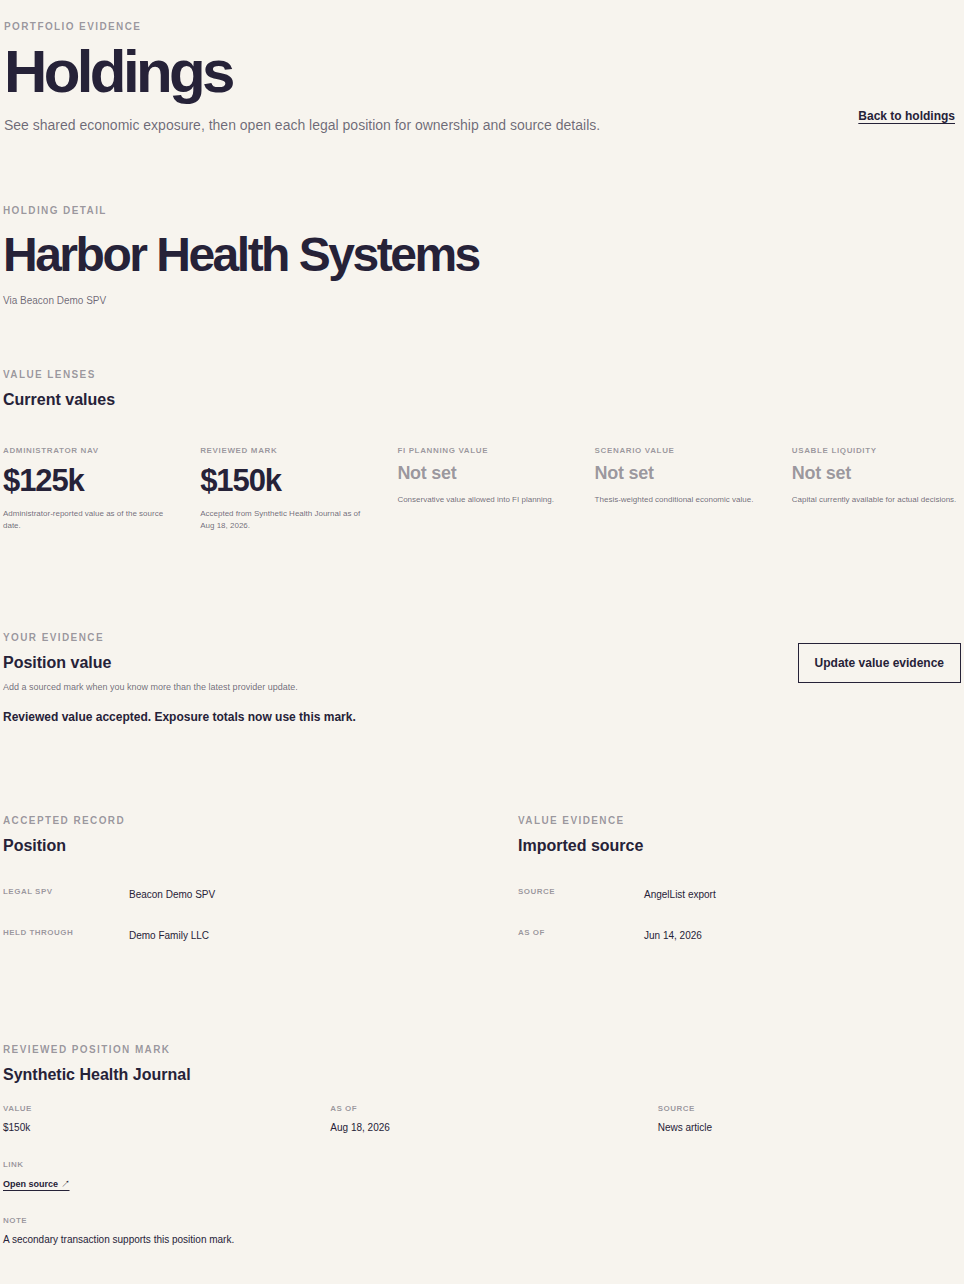 PORTFOLIO EVIDENCE
Holdings
See shared economic exposure, then open each legal position for ownership and source details.
Back to holdings
HOLDING DETAIL
Harbor Health Systems
Via Beacon Demo SPV
VALUE LENSES
Current values
ADMINISTRATOR NAV
$125k
Administrator-reported value as of the source
date.
REVIEWED MARK
$150k
Accepted from Synthetic Health Journal as of
Aug 18, 2026.
FI PLANNING VALUE
Not set
Conservative value allowed into FI planning.
SCENARIO VALUE
Not set
Thesis-weighted conditional economic value.
USABLE LIQUIDITY
Not set
Capital currently available for actual decisions.
YOUR EVIDENCE
Position value
Add a sourced mark when you know more than the latest provider update.
Update value evidence
Reviewed value accepted. Exposure totals now use this mark.
ACCEPTED RECORD
Position
LEGAL SPV
Beacon Demo SPV
HELD THROUGH
Demo Family LLC
VALUE EVIDENCE
Imported source
SOURCE
AngelList export
AS OF
Jun 14, 2026
REVIEWED POSITION MARK
Synthetic Health Journal
VALUE
$150k
AS OF
Aug 18, 2026
SOURCE
News article
LINK
Open source ↗
NOTE
A secondary transaction supports this position mark.